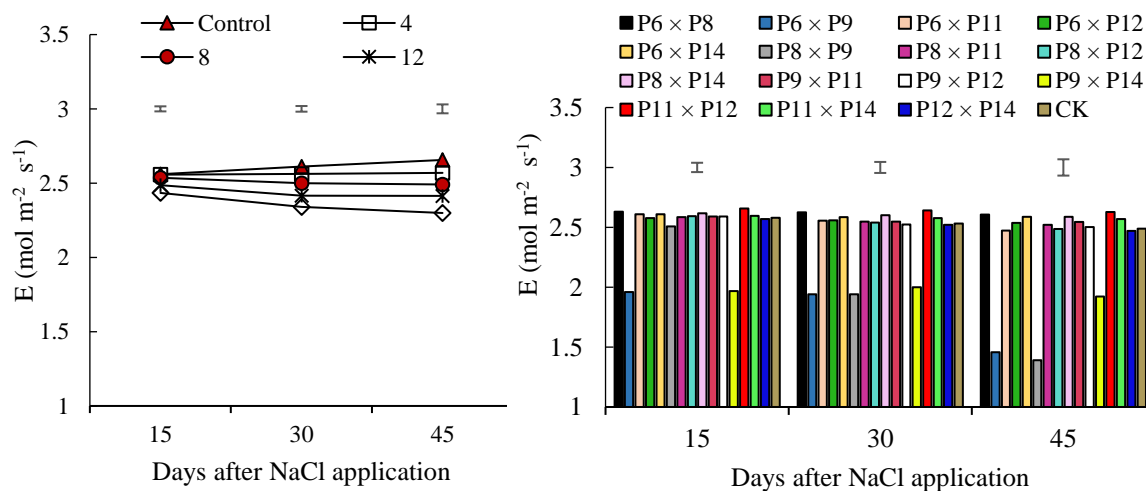 Control 4
8 12
3.5
3
2.5
2
1.5
1
E (mol m⁻² s⁻¹)
15 30 45
Days after NaCl application
P6 × P8 P6 × P9 P6 × P11 P6 × P12
P6 × P14 P8 × P9 P8 × P11 P8 × P12
P8 × P14 P9 × P11 P9 × P12 P9 × P14
P11 × P12 P11 × P14 P12 × P14 CK
3.5
3
2.5
2
1.5
1
E (mol m⁻² s⁻¹)
15 30 45
Days after NaCl application